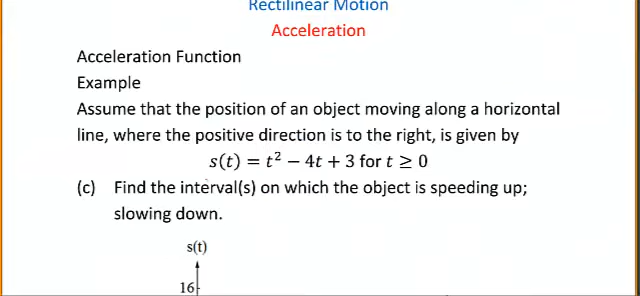 Rectilinear Motion
Acceleration
Acceleration Function
Example
Assume that the position of an object moving along a horizontal
line, where the positive direction is to the right, is given by
s(t) = t² − 4t + 3 for t ≥ 0
(c) Find the interval(s) on which the object is speeding up;
slowing down.
s(t)
16